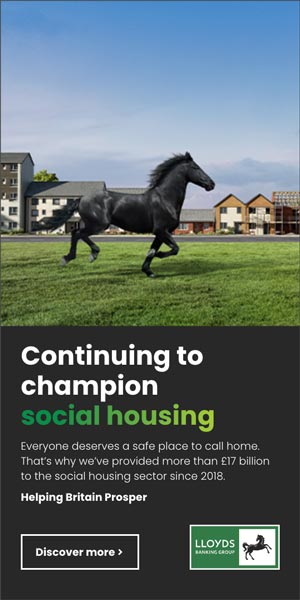 Continuing to
champion
social housing
Everyone deserves a safe place to call home.
That's why we've provided more than £17 billion
to the social housing sector since 2018.
Helping Britain Prosper
Discover more >
LLOYDS
BANKING GROUP